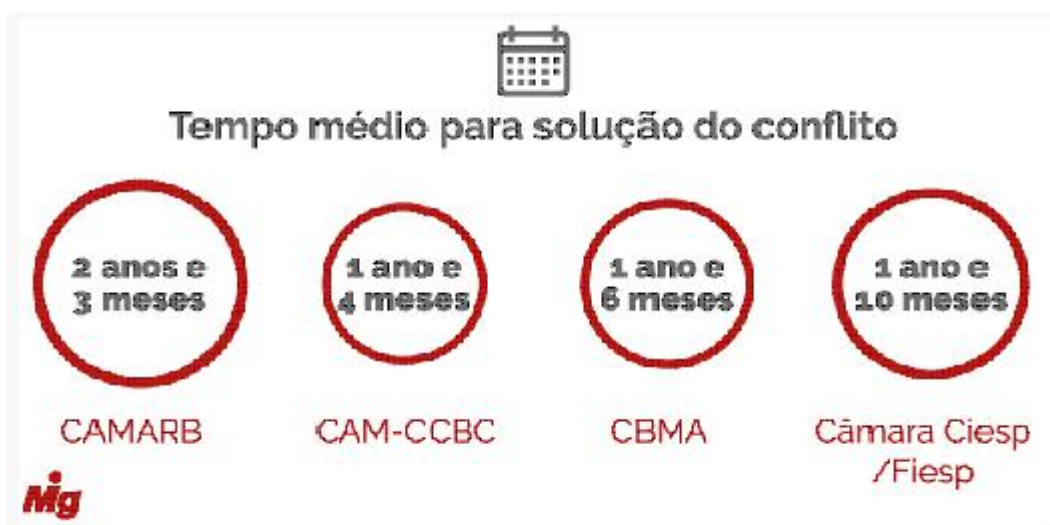 Tempo médio para solução do conflito
2 anos e
3 meses
CAMARB
1 ano e
4 meses
CAM-CCBC
1 ano e
6 meses
CBMA
1 ano e
10 meses
Câmara Ciesp
/Fiesp
Mig